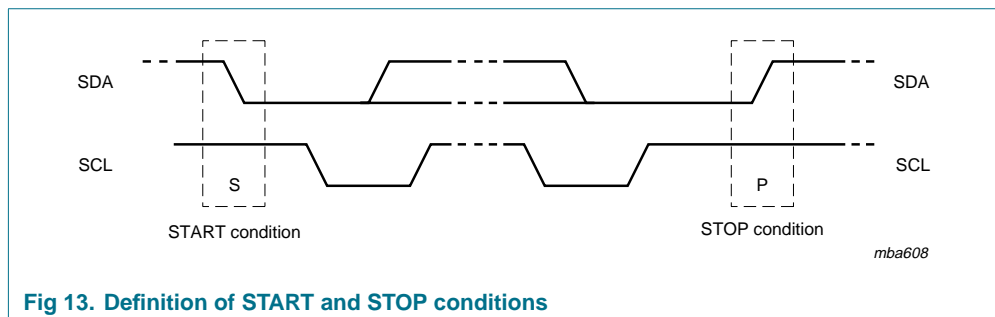 SDA
SDA
SCL
SCL
S
P
START condition
STOP condition
mba608
Fig 13. Definition of START and STOP conditions